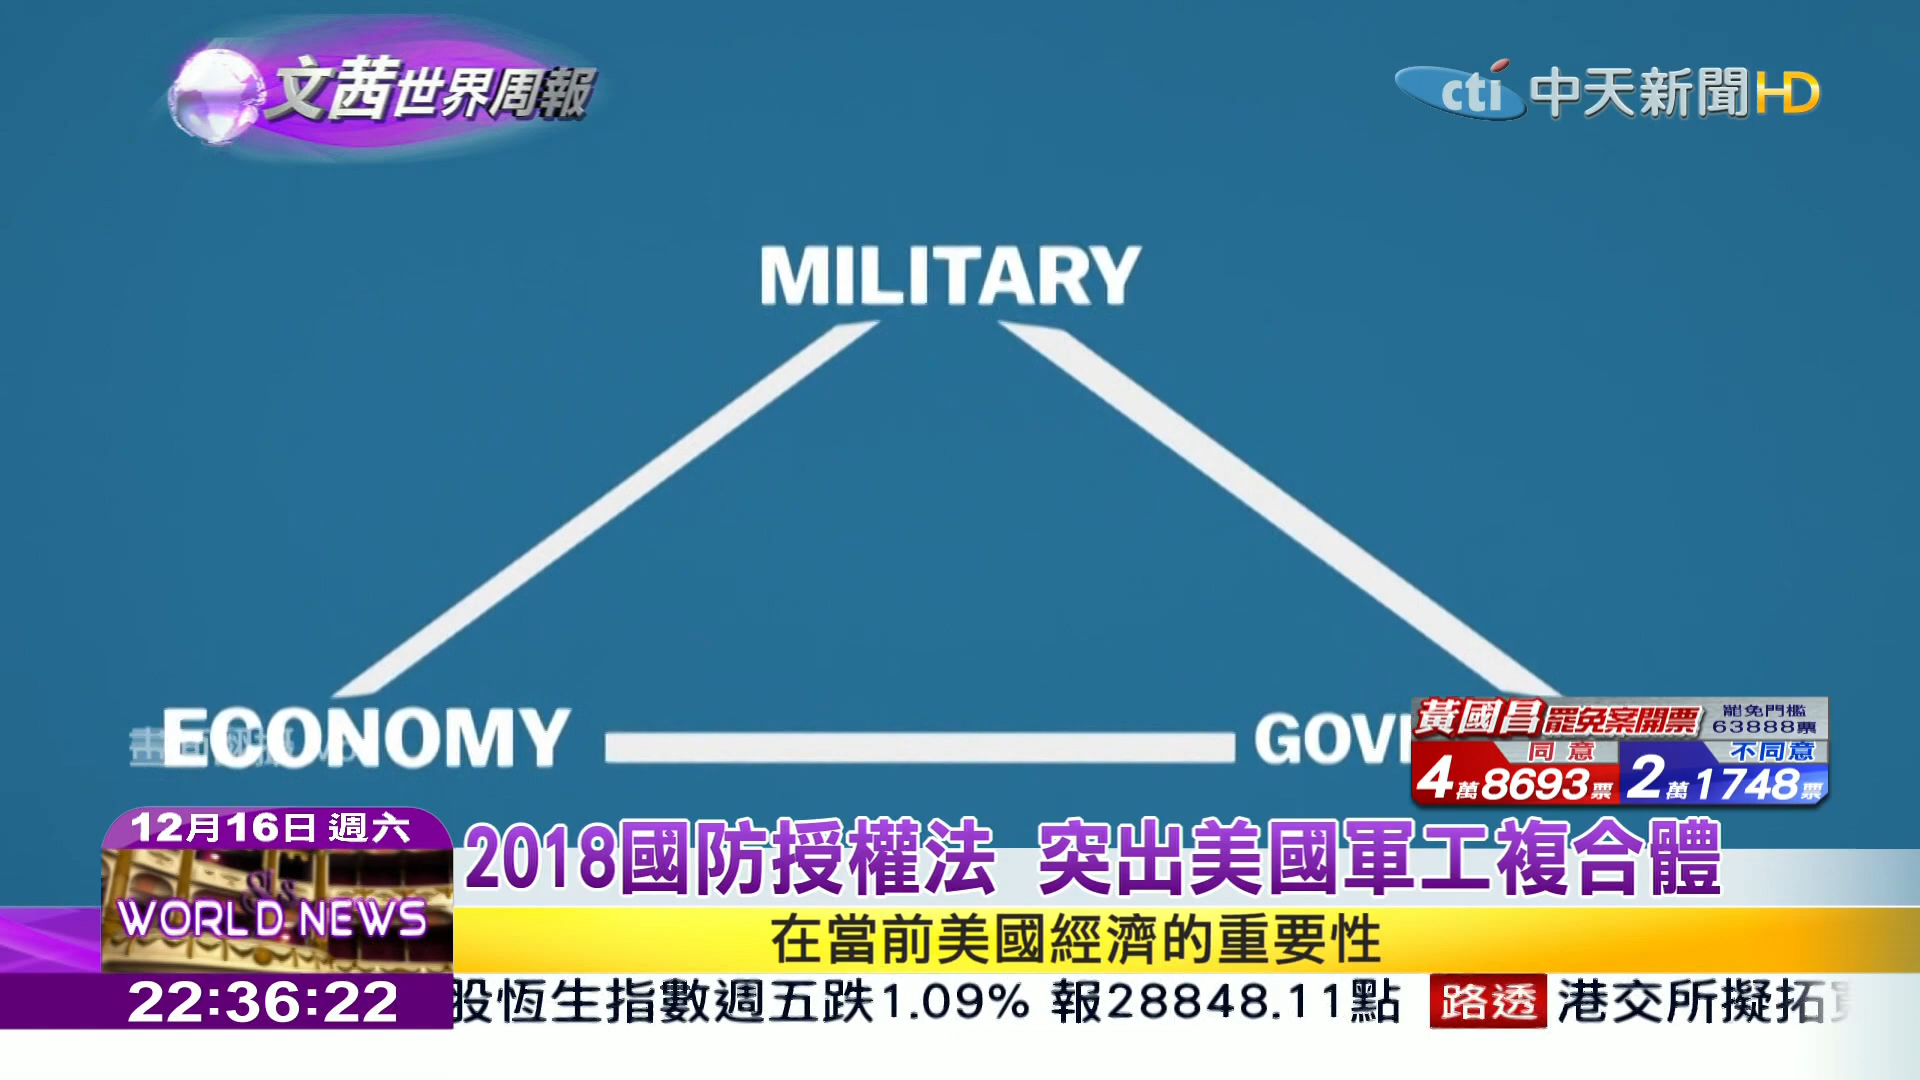 文茜世界周報
cti 中天新聞HD
MILITARY
ECONOMY
GOV
黃國昌罷免案開票
罷免門檻
63888票
同意
4萬8693票
不同意
2萬1748票
12月16日 週六
2018國防授權法 突出美國軍工複合體
WORLD NEWS
在當前美國經濟的重要性
22:36:22
股恆生指數週五跌1.09% 報28848.11點 路透 港交所擬拓